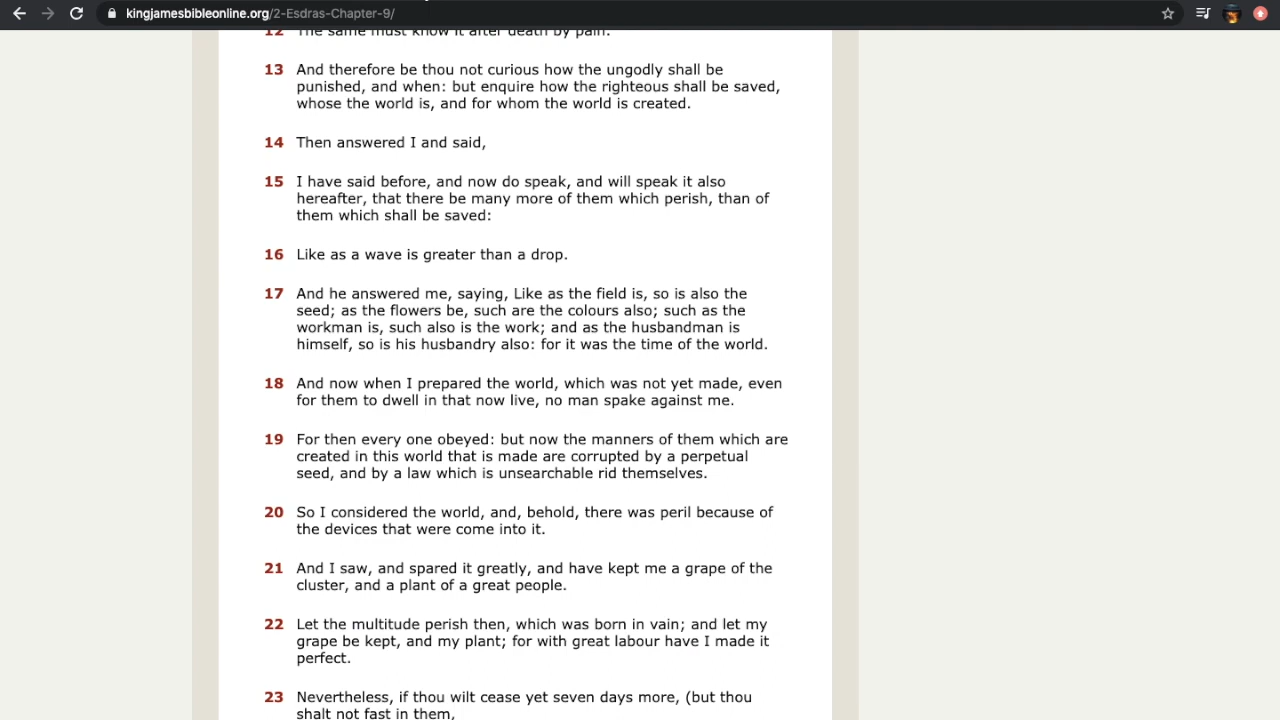 kingjamesbibleonline.org/2-Esdras-Chapter-9/
12 The same must know it after death by pain.
13 And therefore be thou not curious how the ungodly shall be
punished, and when: but enquire how the righteous shall be saved,
whose the world is, and for whom the world is created.
14 Then answered I and said,
15 I have said before, and now do speak, and will speak it also
hereafter, that there be many more of them which perish, than of
them which shall be saved:
16 Like as a wave is greater than a drop.
17 And he answered me, saying, Like as the field is, so is also the
seed; as the flowers be, such are the colours also; such as the
workman is, such also is the work; and as the husbandman is
himself, so is his husbandry also: for it was the time of the world.
18 And now when I prepared the world, which was not yet made, even
for them to dwell in that now live, no man spake against me.
19 For then every one obeyed: but now the manners of them which are
created in this world that is made are corrupted by a perpetual
seed, and by a law which is unsearchable rid themselves.
20 So I considered the world, and, behold, there was peril because of
the devices that were come into it.
21 And I saw, and spared it greatly, and have kept me a grape of the
cluster, and a plant of a great people.
22 Let the multitude perish then, which was born in vain; and let my
grape be kept, and my plant; for with great labour have I made it
perfect.
23 Nevertheless, if thou wilt cease yet seven days more, (but thou
shalt not fast in them,